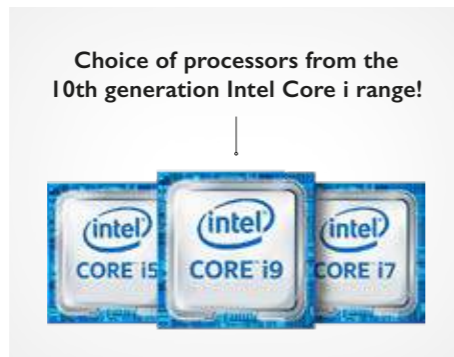 Choice of processors from the
10th generation Intel Core i range!
intel
CORE i5
intel
CORE i9
intel
CORE i7